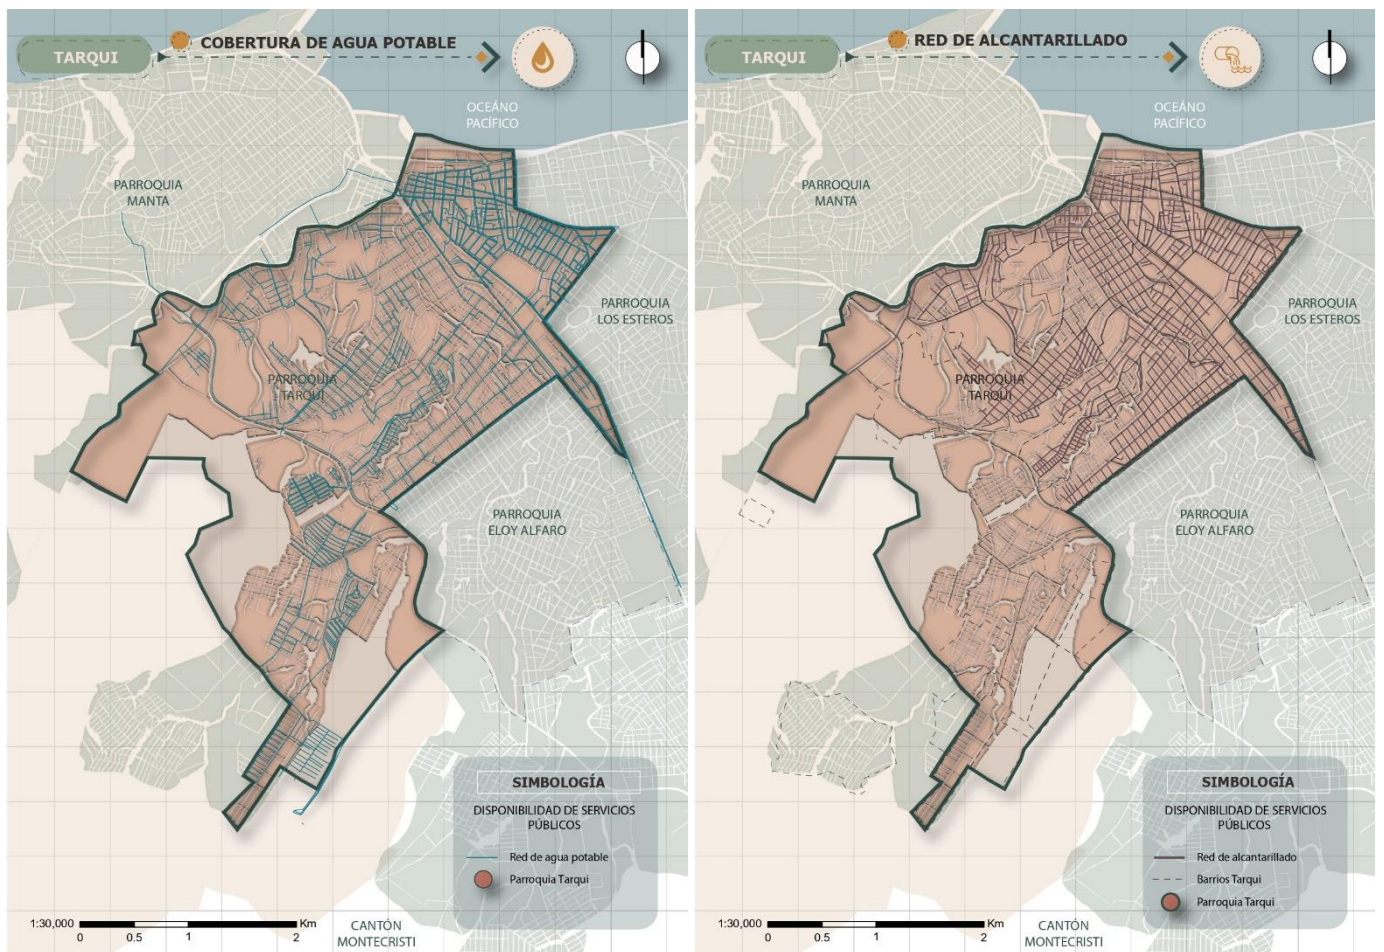 TARQUI
COBERTURA DE AGUA POTABLE
OCEÁNO
PACÍFICO
PARROQUIA
MANTA
PARROQUIA
LOS ESTEROS
PARROQUIA
TARQUI
PARROQUIA
ELOY ALFARO
SIMBOLOGÍA
DISPONIBILIDAD DE SERVICIOS
PÚBLICOS
Red de agua potable
Parroquia Tarqui
1:30,000
Km
0 0.5 1 2
CANTÓN
MONTECRISTI
TARQUI
RED DE ALCANTARILLADO
OCEÁNO
PACÍFICO
PARROQUIA
MANTA
PARROQUIA
LOS ESTEROS
PARROQUIA
TARQUI
PARROQUIA
ELOY ALFARO
SIMBOLOGÍA
DISPONIBILIDAD DE SERVICIOS
PÚBLICOS
Red de alcantarillado
Barrios Tarqui
Parroquia Tarqui
1:30,000
Km
0 0.5 1 2
CANTÓN
MONTECRISTI